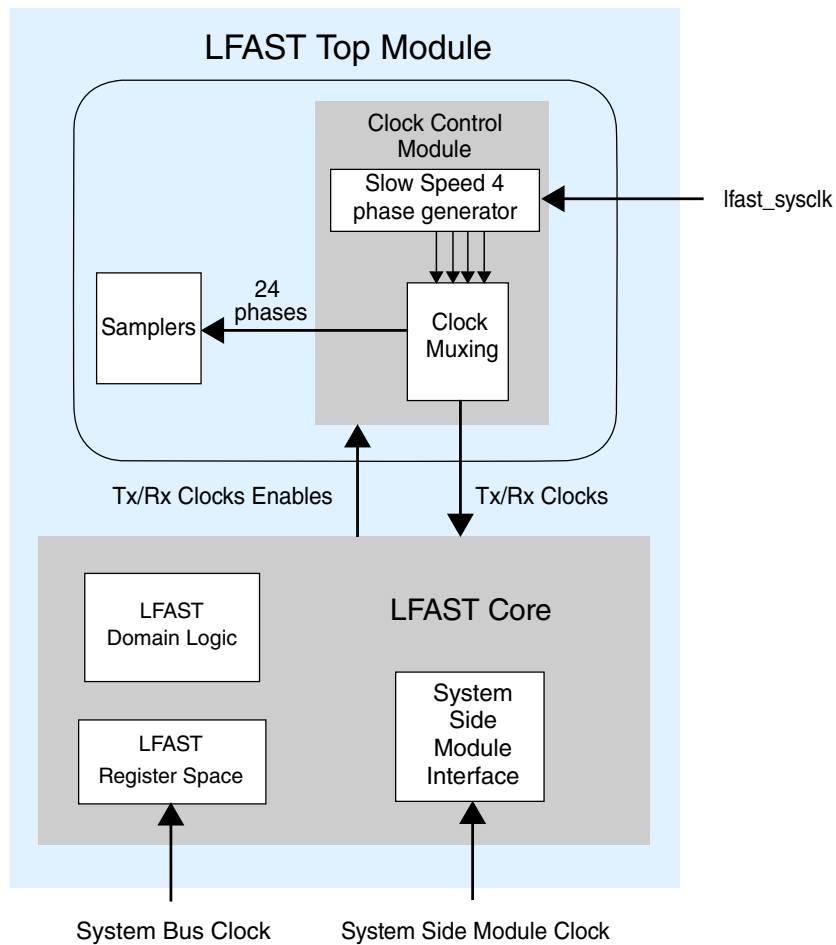 LFAST Top Module
Clock Control
Module
Slow Speed 4
phase generator
lfast_sysclk
24
phases
Samplers
Clock
Muxing
Tx/Rx Clocks Enables
Tx/Rx Clocks
LFAST
Domain Logic
LFAST Core
System
Side
Module
Interface
LFAST
Register Space
System Bus Clock
System Side Module Clock